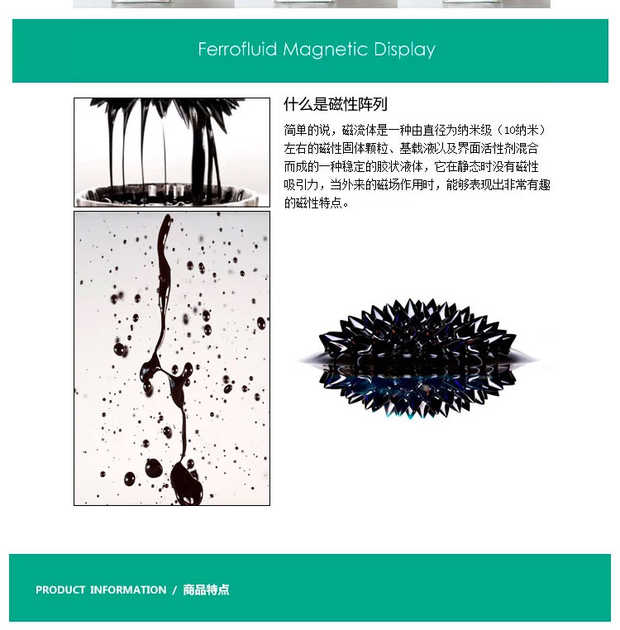 Ferrofluid Magnetic Display
什么是磁性阵列
简单的说，磁流体是一种由直径为纳米级（10纳米）
左右的磁性固体颗粒、基载液以及界面活性剂混合
而成的一种稳定的胶状液体，它在静态时没有磁性
吸引力，当外来的磁场作用时，能够表现出非常有趣
的磁性特点。
PRODUCT INFORMATION / 商品特点